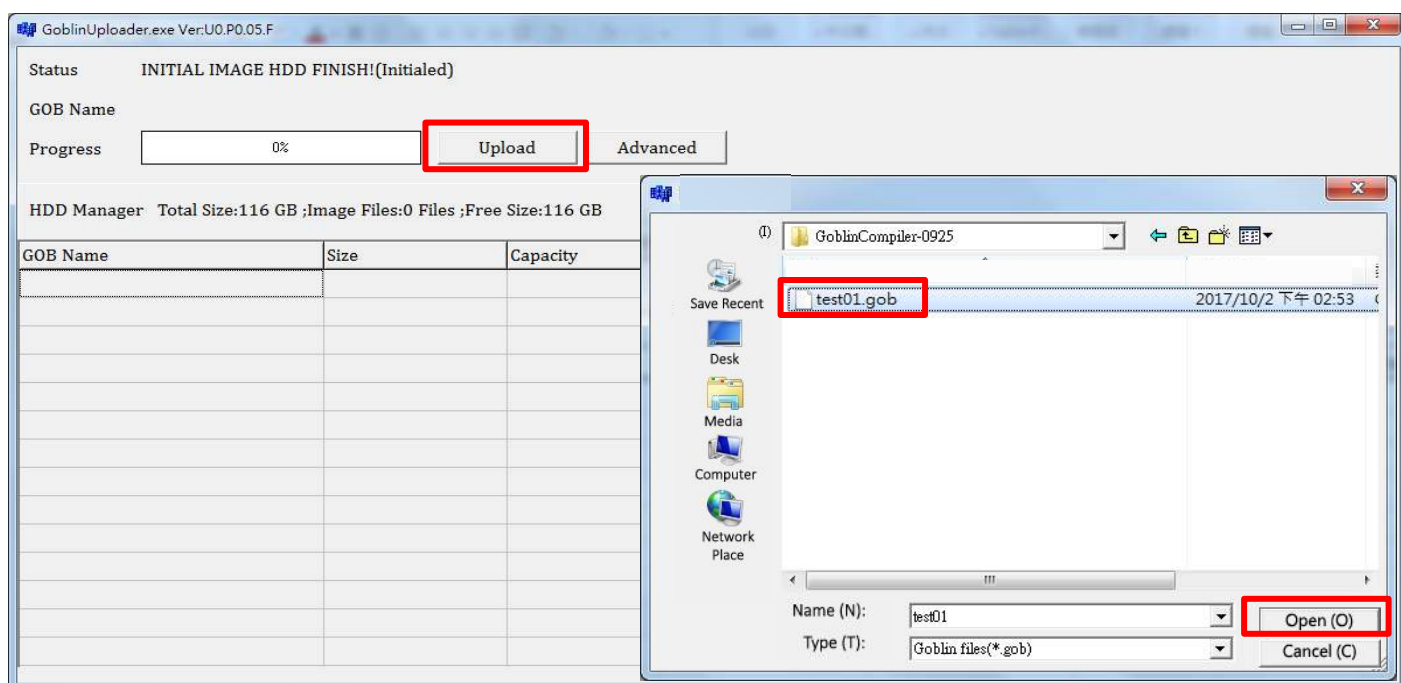 GoblinUploader.exe Ver:U0.P0.05.F
Status INITIAL IMAGE HDD FINISH!(Initialed)
GOB Name
Progress 0% Upload Advanced
HDD Manager Total Size:116 GB ;Image Files:0 Files ;Free Size:116 GB
GOB Name Size Capacity
(I) GoblinCompiler-0925
test01.gob 2017/10/2 下午 02:53
Save Recent
Desk
Media
Computer
Network
Place
Name (N): test01 Open (O)
Type (T): Goblin files(*.gob) Cancel (C)